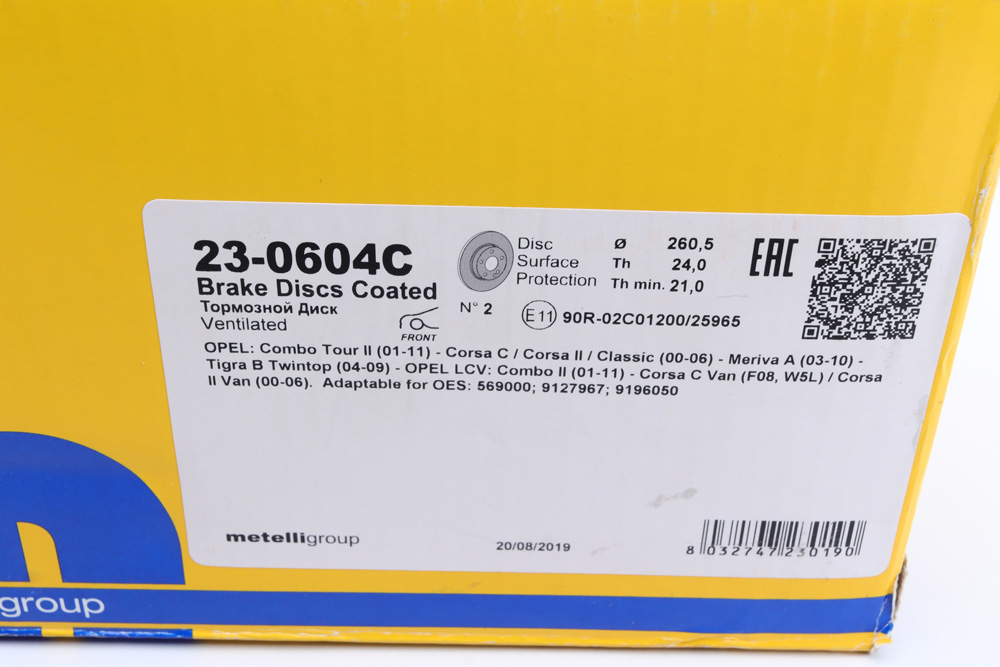 23-0604C
Brake Discs Coated
Тормозной Диск
Ventilated
FRONT
N° 2
Disc Ø 260,5
Surface Th 24,0
Protection Th min. 21,0
E11 90R-02C01200/25965
EAC
OPEL: Combo Tour II (01-11) - Corsa C / Corsa II / Classic (00-06) - Meriva A (03-10) -
Tigra B Twintop (04-09) - OPEL LCV: Combo II (01-11) - Corsa C Van (F08, W5L) / Corsa
II Van (00-06). Adaptable for OES: 569000; 9127967; 9196050
metelligroup
20/08/2019
8 032747 230190
group